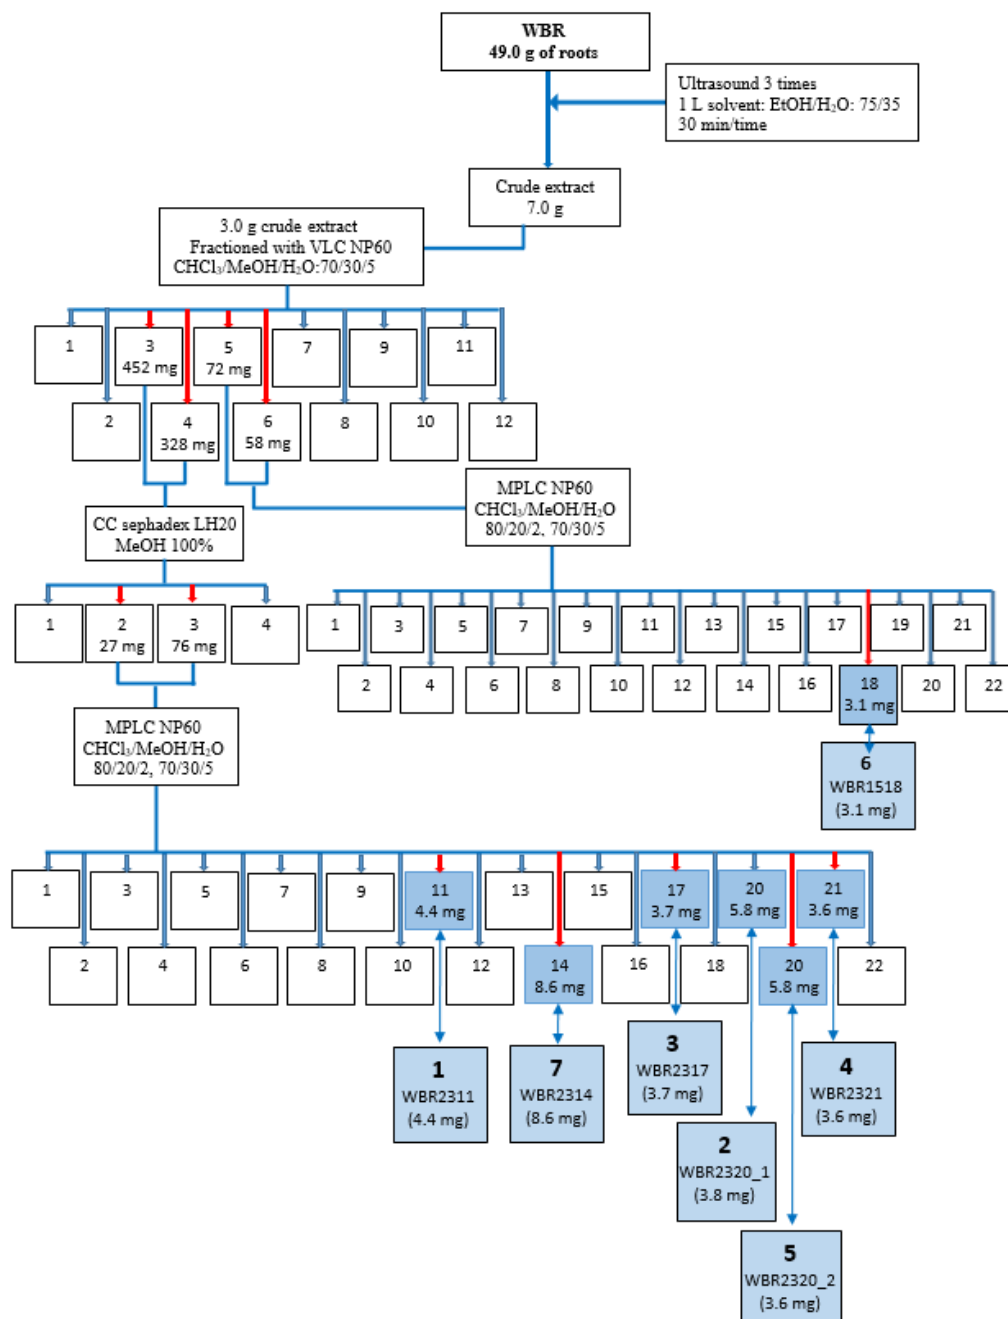 WBR
49.0 g of roots
Ultrasound 3 times
1 L solvent: EtOH/H₂O: 75/35
30 min/time
Crude extract
7.0 g
3.0 g crude extract
Fractioned with VLC NP60
CHCl₃/MeOH/H₂O:70/30/5
1
3
452 mg
5
72 mg
7
9
11
2
4
328 mg
6
58 mg
8
10
12
CC sephadex LH20
MeOH 100%
MPLC NP60
CHCl₃/MeOH/H₂O
80/20/2, 70/30/5
1
2
27 mg
3
76 mg
4
1
3
5
7
9
11
13
15
17
19
21
2
4
6
8
10
12
14
16
18
3.1 mg
20
22
6
WBR1518
(3.1 mg)
MPLC NP60
CHCl₃/MeOH/H₂O
80/20/2, 70/30/5
1
3
5
7
9
11
4.4 mg
13
15
17
3.7 mg
20
5.8 mg
21
3.6 mg
2
4
6
8
10
12
14
8.6 mg
16
18
20
5.8 mg
22
1
WBR2311
(4.4 mg)
7
WBR2314
(8.6 mg)
3
WBR2317
(3.7 mg)
4
WBR2321
(3.6 mg)
2
WBR2320_1
(3.8 mg)
5
WBR2320_2
(3.6 mg)